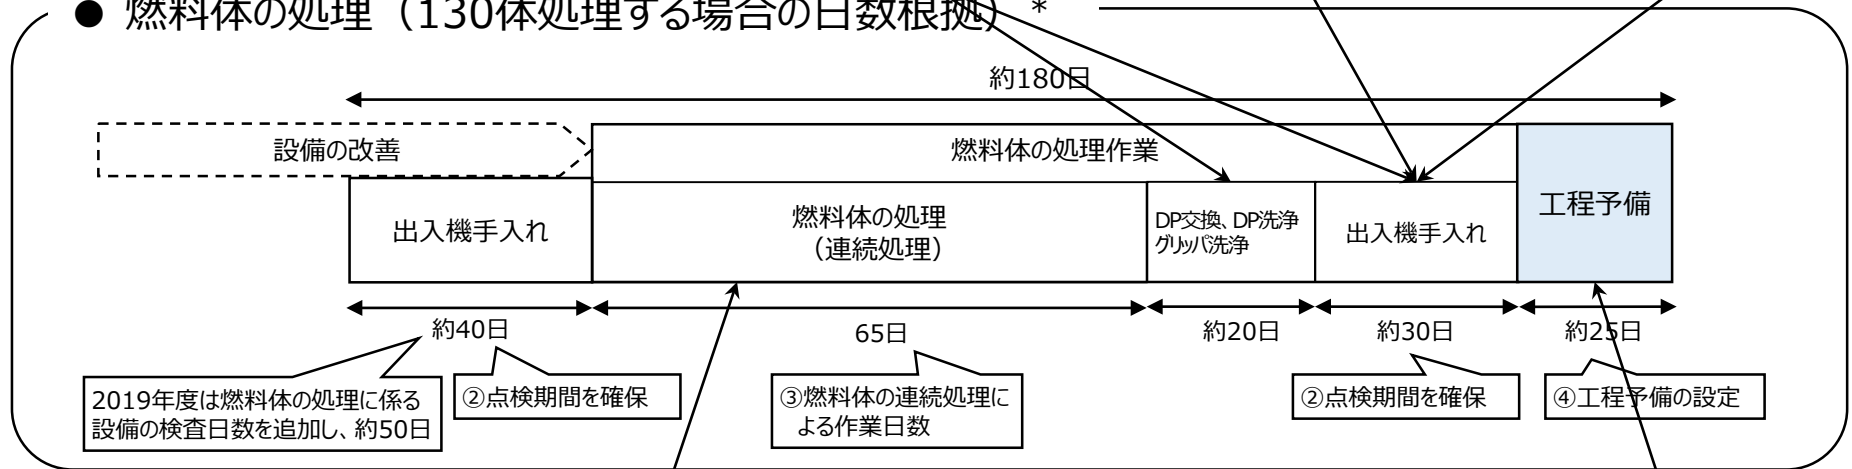 ● 燃料体の処理（130体処理する場合の日数根拠）*
約180日
設備の改善
燃料体の処理作業
出入機手入れ
燃料体の処理
（連続処理）
DP交換、DP洗浄
グリッパ洗浄
出入機手入れ
工程予備
約40日
65日
約20日
約30日
約25日
2019年度は燃料体の処理に係る
設備の検査日数を追加し、約50日
②点検期間を確保
③燃料体の連続処理に
よる作業日数
②点検期間を確保
④工程予備の設定